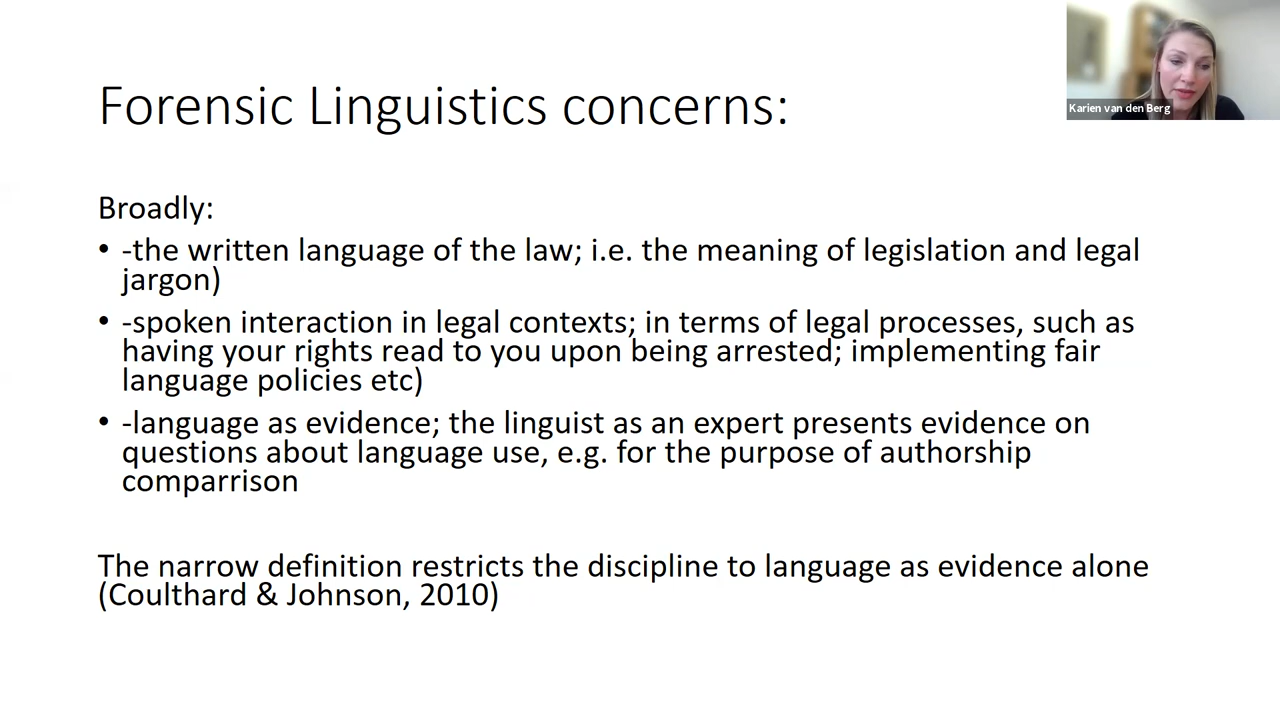 Karien van den Berg
Forensic Linguistics concerns:
Broadly:
• -the written language of the law; i.e. the meaning of legislation and legal
jargon)
• -spoken interaction in legal contexts; in terms of legal processes, such as
having your rights read to you upon being arrested; implementing fair
language policies etc)
• -language as evidence; the linguist as an expert presents evidence on
questions about language use, e.g. for the purpose of authorship
comparrison
The narrow definition restricts the discipline to language as evidence alone
(Coulthard & Johnson, 2010)